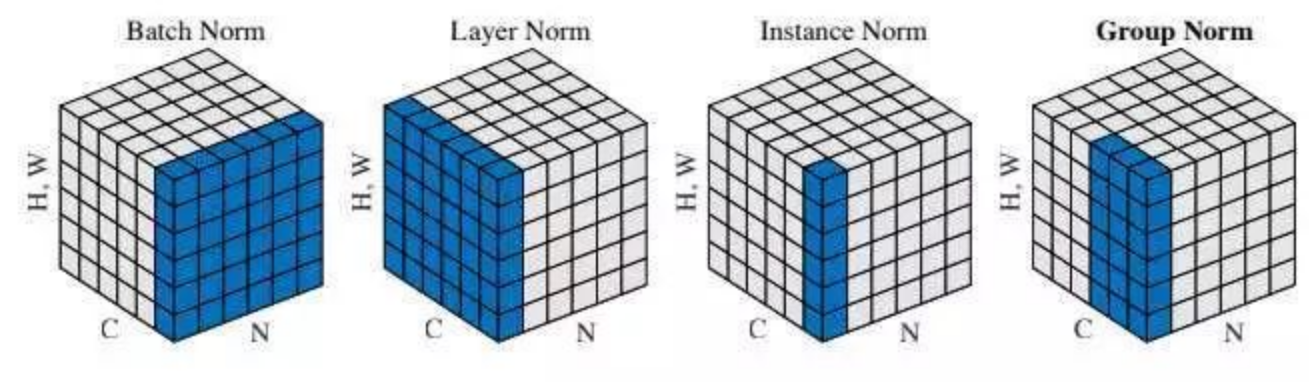 Batch Norm
Layer Norm
Instance Norm
Group Norm
H, W
C
N
H, W
C
N
H, W
C
N
H, W
C
N